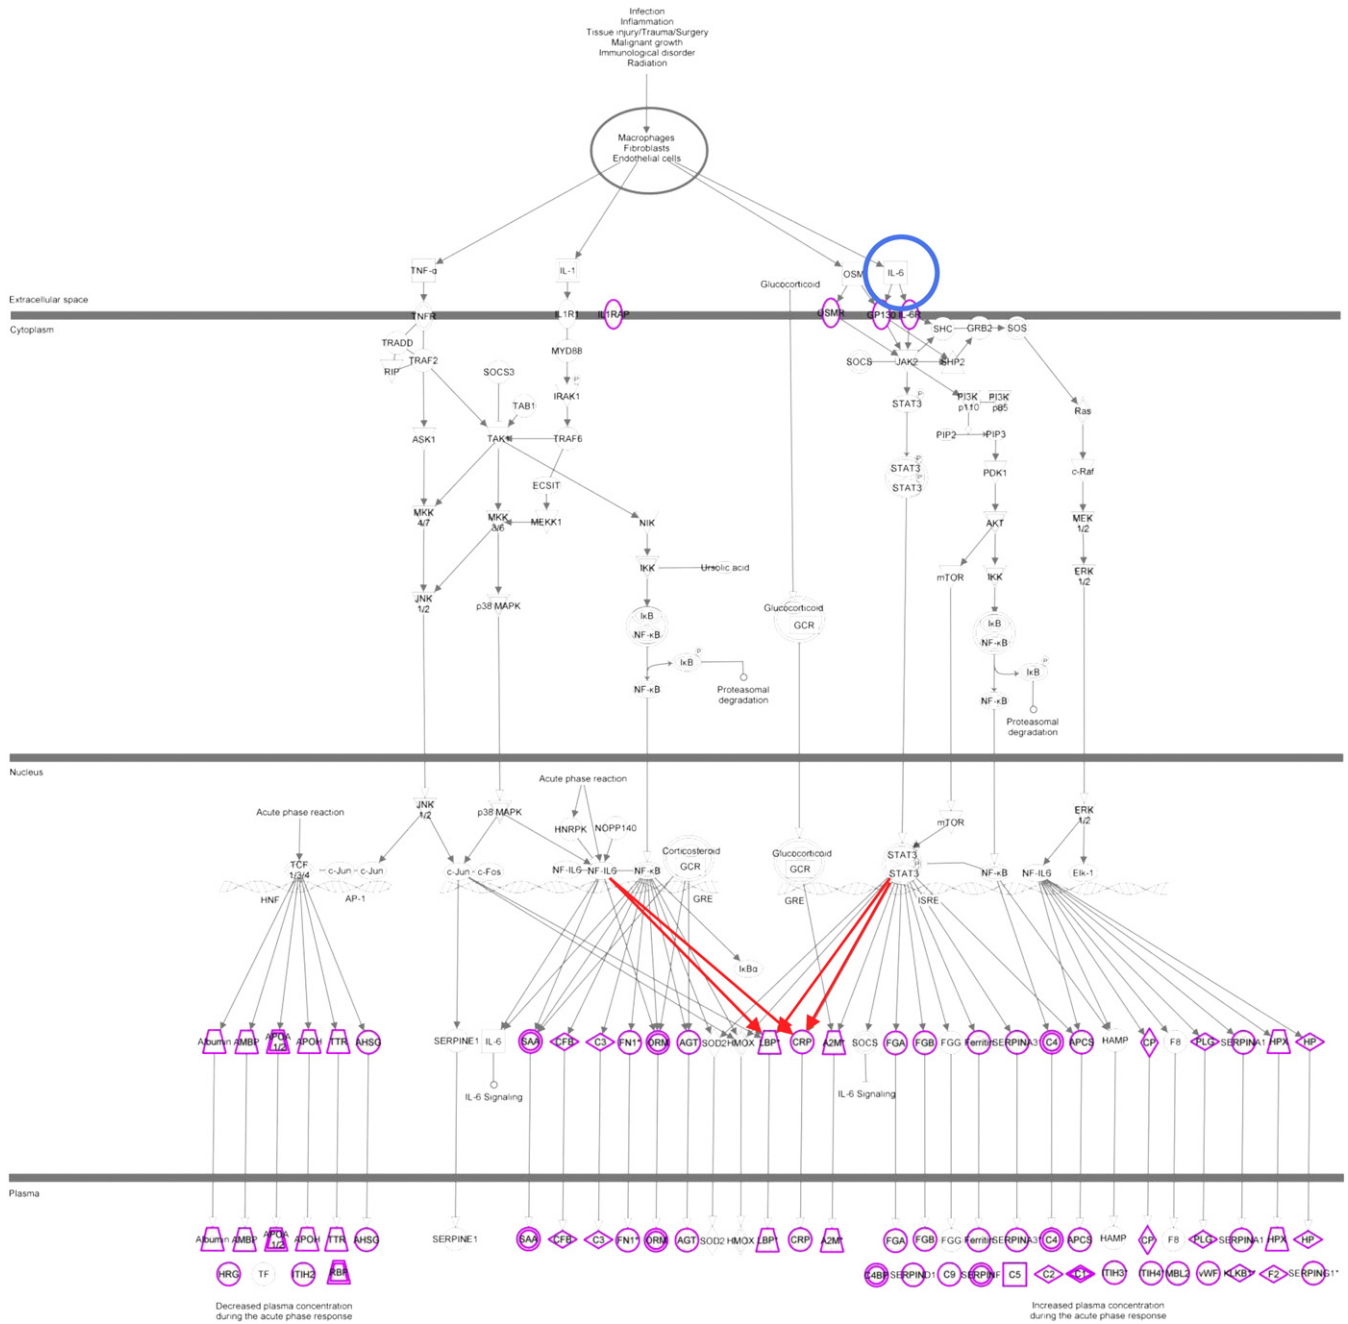 Infection
Inflammation
Tissue injury/Trauma/Surgery
Malignant growth
Immunological disorder
Radiation
Macrophages
Fibroblasts
Endothelial cells
TNF-α
IL-1
OSM
IL-6
Glucocorticoid
Extracellular space
TNFR
IL1R1
IL1RAP
OSMR
GP130
IL-6R
Cytoplasm
SHC
GRB2
SOS
TRADD
MYD88
TRAF2
SOCS
JAK2
SHP2
RIP
SOCS3
P
IRAK1
TAB1
P
STAT3
PI3K
p110
PI3K
p85
Ras
ASK1
TAK1
TRAF6
PIP2
PIP3
P
STAT3
P
STAT3
PDK1
c-Raf
ECSIT
MKK
4/7
MKK
3/6
MEKK1
NIK
AKT
MEK
1/2
IKK
Ursolic acid
mTOR
IKK
ERK
1/2
JNK
1/2
p38 MAPK
IκB
NF-κB
Glucocorticoid
GCR
IκB
NF-κB
P
IκB
NF-κB
Proteasomal
degradation
P
IκB
NF-κB
Proteasomal
degradation
Nucleus
Acute phase reaction
JNK
1/2
p38 MAPK
Acute phase reaction
HNRPK
NOPP140
mTOR
ERK
1/2
Corticosteroid
GCR
Glucocorticoid
GCR
STAT3
P
STAT3
TCF
1/3/4
c-Jun
c-Jun
c-Jun
c-Fos
NF-IL6
NF-IL6
NF-κB
NF-κB
NF-IL6
Elk-1
HNF
AP-1
GRE
GRE
ISRE
IκBα
Albumin
AMBP
APOA
1/2
APOH
TTR
AHSG
SERPINE1
IL-6
SAA
CFB
C3
FN1*
ORM
AGT
SOD2
HMOX
LBP*
CRP
A2M*
SOCS
FGA
FGB
FGG
Ferritin
SERPINA3*
C4
APCS
HAMP
CP
F8
PLG
SERPINA1
HPX
HP
IL-6 Signaling
IL-6 Signaling
Plasma
Albumin
AMBP
APOA
1/2
APOH
TTR
AHSG
SERPINE1
SAA
CFB
C3
FN1*
ORM
AGT
SOD2
HMOX
LBP*
CRP
A2M*
FGA
FGB
FGG
Ferritin
SERPINA3*
C4
APCS
HAMP
CP
F8
PLG
SERPINA1
HPX
HP
HRG
TF
ITIH2
RBP
C4BP
SERPIND1
C9
SERPINF
C5
C2
C1
ITIH3*
ITIH4*
MBL2
vWF
KLKB1*
F2
SERPING1*
Decreased plasma concentration
during the acute phase response
Increased plasma concentration
during the acute phase response